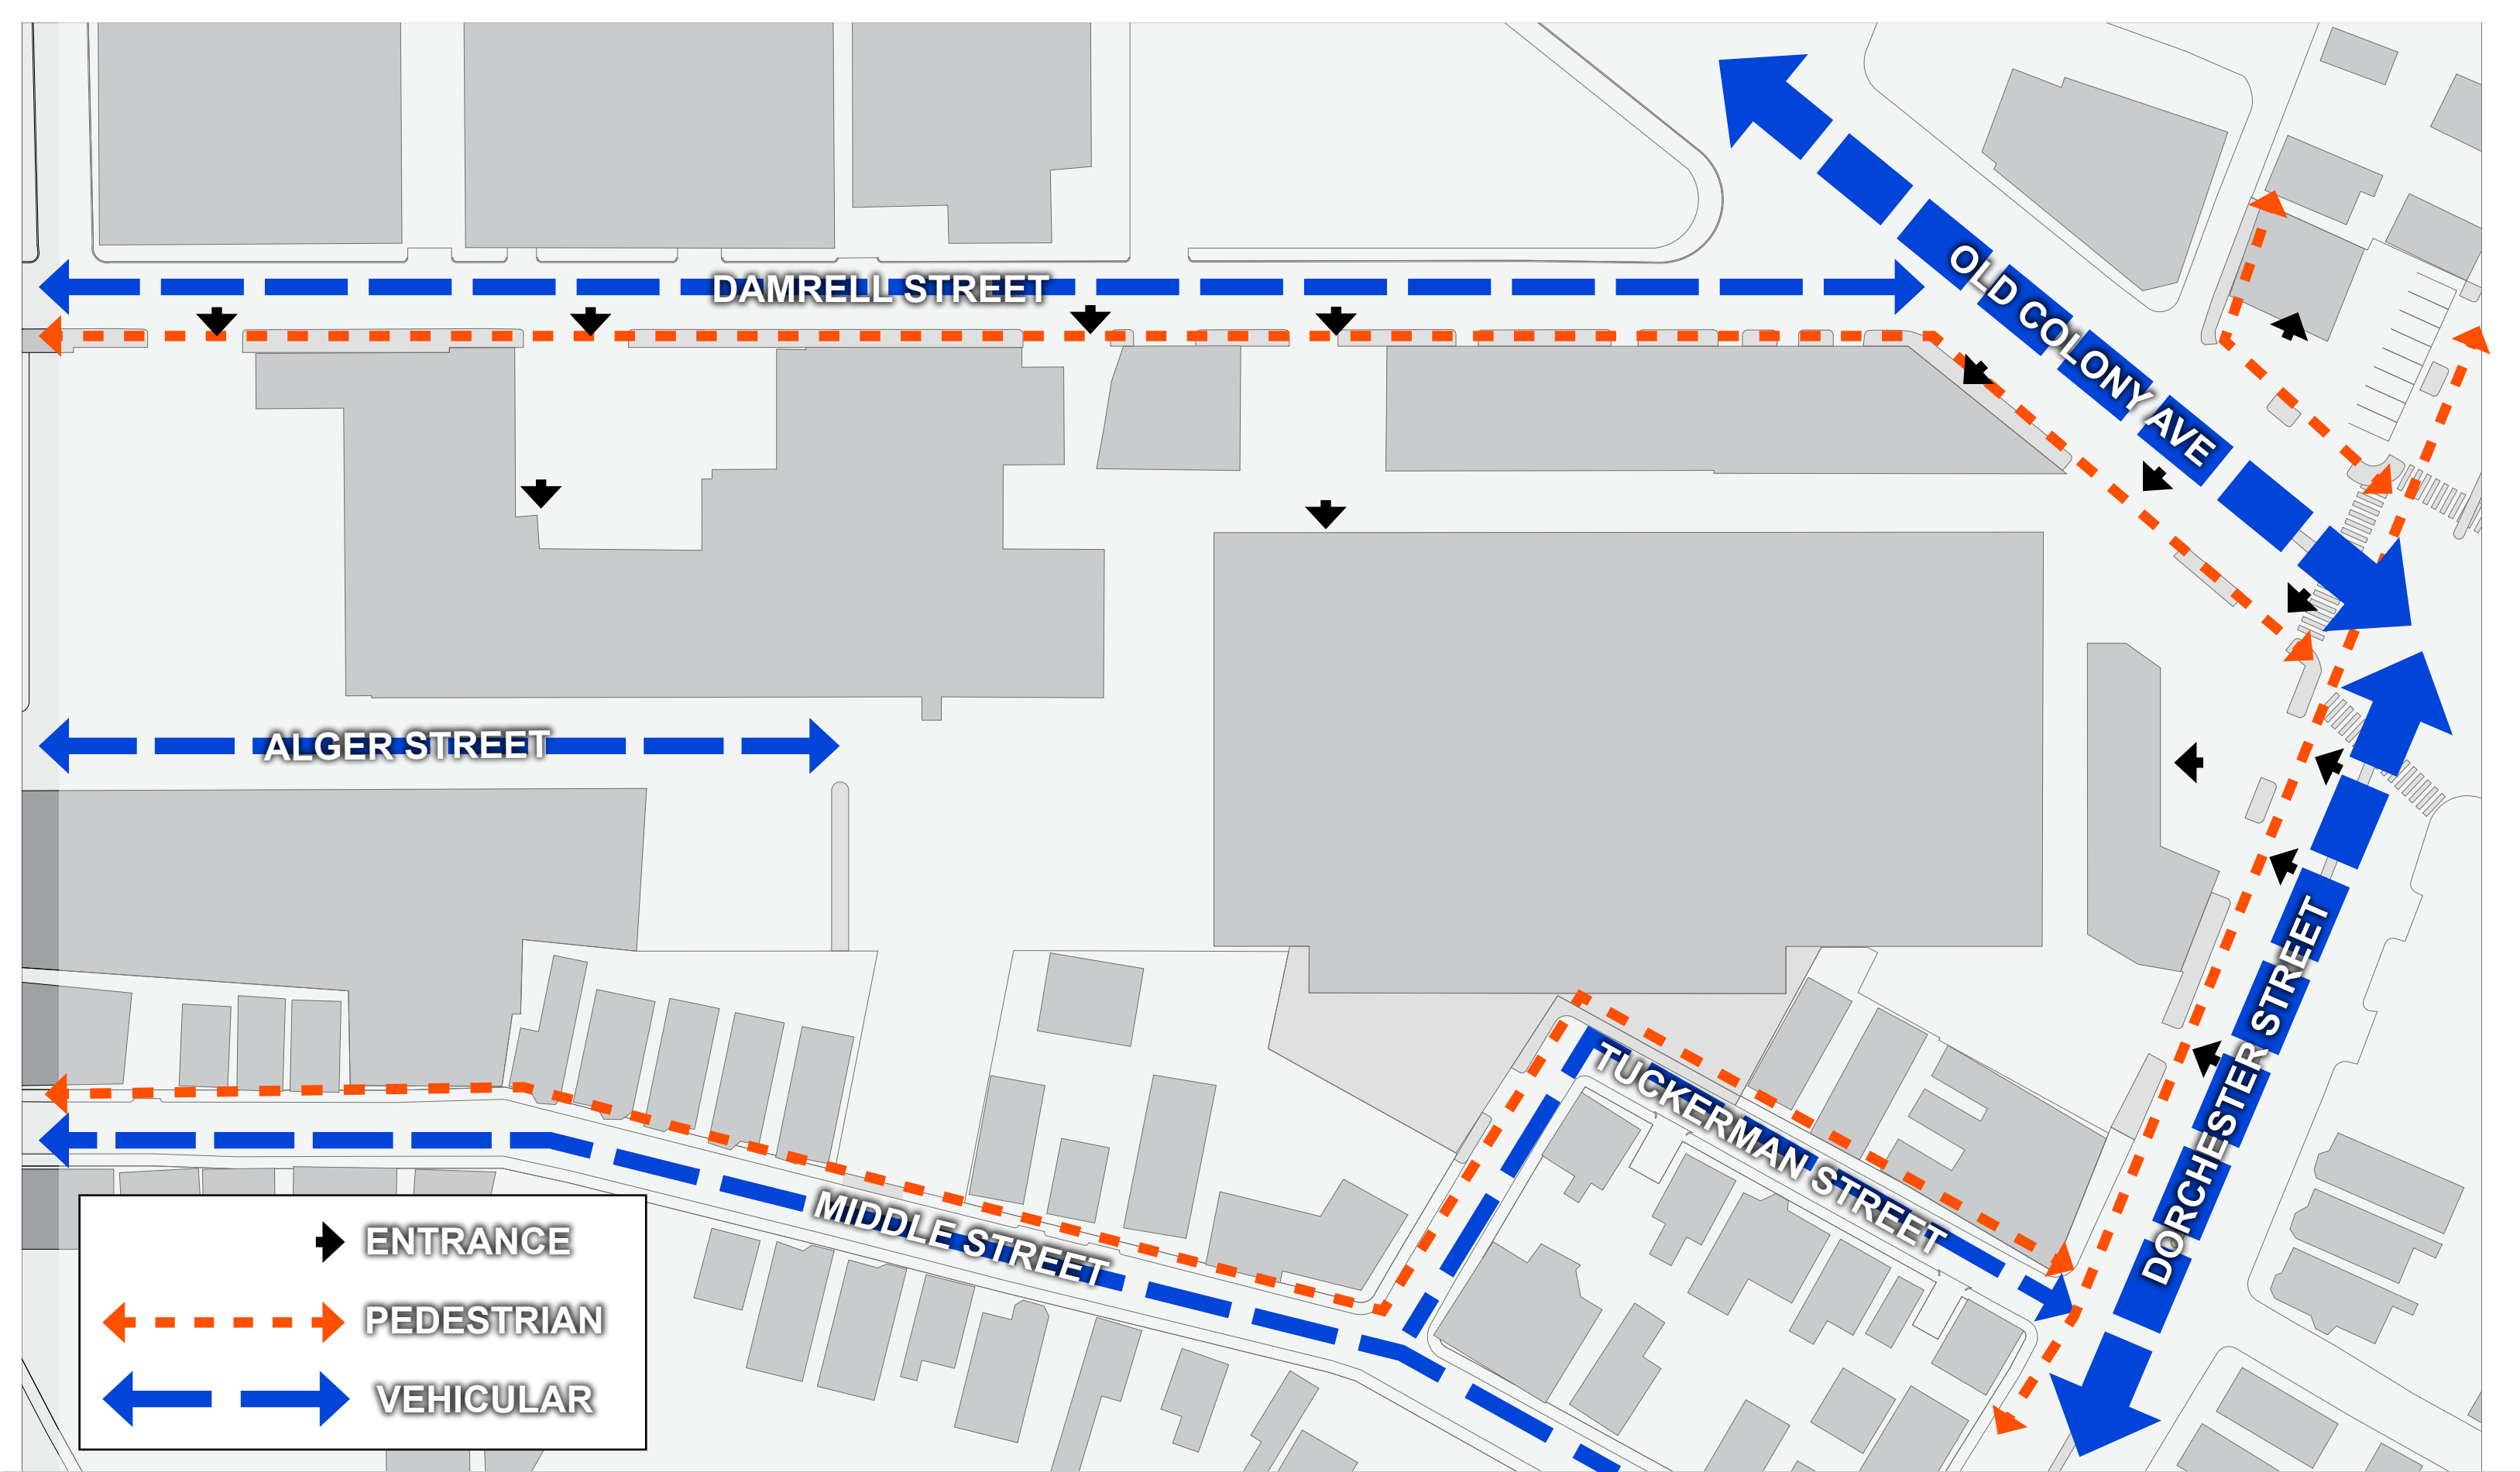 DAMRELL STREET
OLD COLONY AVE
ALGER STREET
TUCKERMAN STREET
DORCHESTER STREET
MIDDLE STREET
ENTRANCE
PEDESTRIAN
VEHICULAR